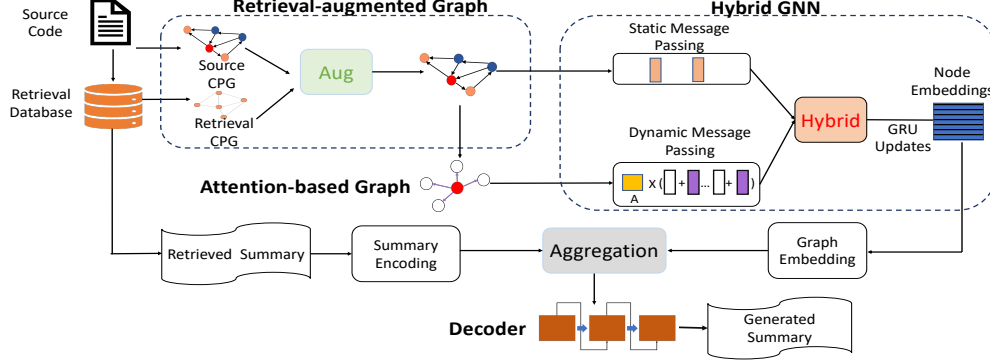 Retrieval-augmented Graph
Hybrid GNN
Source
Code
Static Message
Passing
Source
CPG
Aug
Node
Embeddings
Retrieval
Database
Retrieval
CPG
Hybrid
GRU
Updates
Dynamic Message
Passing
Attention-based Graph
A
X ( + ... + )
Retrieved Summary
Summary
Encoding
Aggregation
Graph
Embedding
Decoder
Generated
Summary